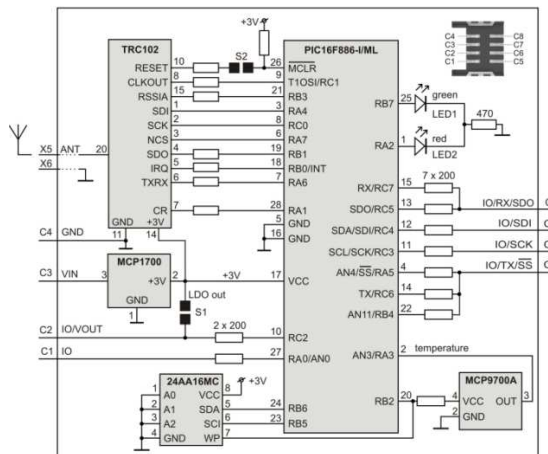 +3V
TRC102
PIC16F886-I/ML
C4 C8
C3 C7
C2 C6
C1 C5
RESET 10 S2 26 MCLR
CLKOUT 8 9 T1OSI/RC1
RSSIA 15 21 RB3
SDI 1 3 RA4
SCK 2 8 RC0
NCS 3 6 RA7
SDO 4 19 RB1
IRQ 5 18 RB0/INT
TXRX 6 7 RA6
CR 7 28 RA1
X5 ANT 20
X6
RB7 25 green
LED1
470
RA2 1 red
LED2
7 x 200
RX/RC7 15
SDO/RC5 13 IO/RX/SDO
SDA/SDI/RC4 12 IO/SDI
SCL/SCK/RC3 11 IO/SCK
AN4/SS/RA5 4 IO/TX/SS
TX/RC6 14
AN11/RB4 22
GND +3V
C4 GND 11 14
5 GND
16 GND
MCP1700
C3 VIN 3 2 +3V 17 VCC
GND
1
LDO out
S1
C2 IO/VOUT 2 x 200 10 RC2
C1 IO 27 RA0/AN0
AN3/RA3 2 temperature
24AA16MC
+3V
1 A0 VCC 8
2 A1 SDA 5 24 RB6
3 A2 SCI 6 23 RB5
4 GND WP 7
RB2 20
MCP9700A
4 VCC OUT 3
2 GND